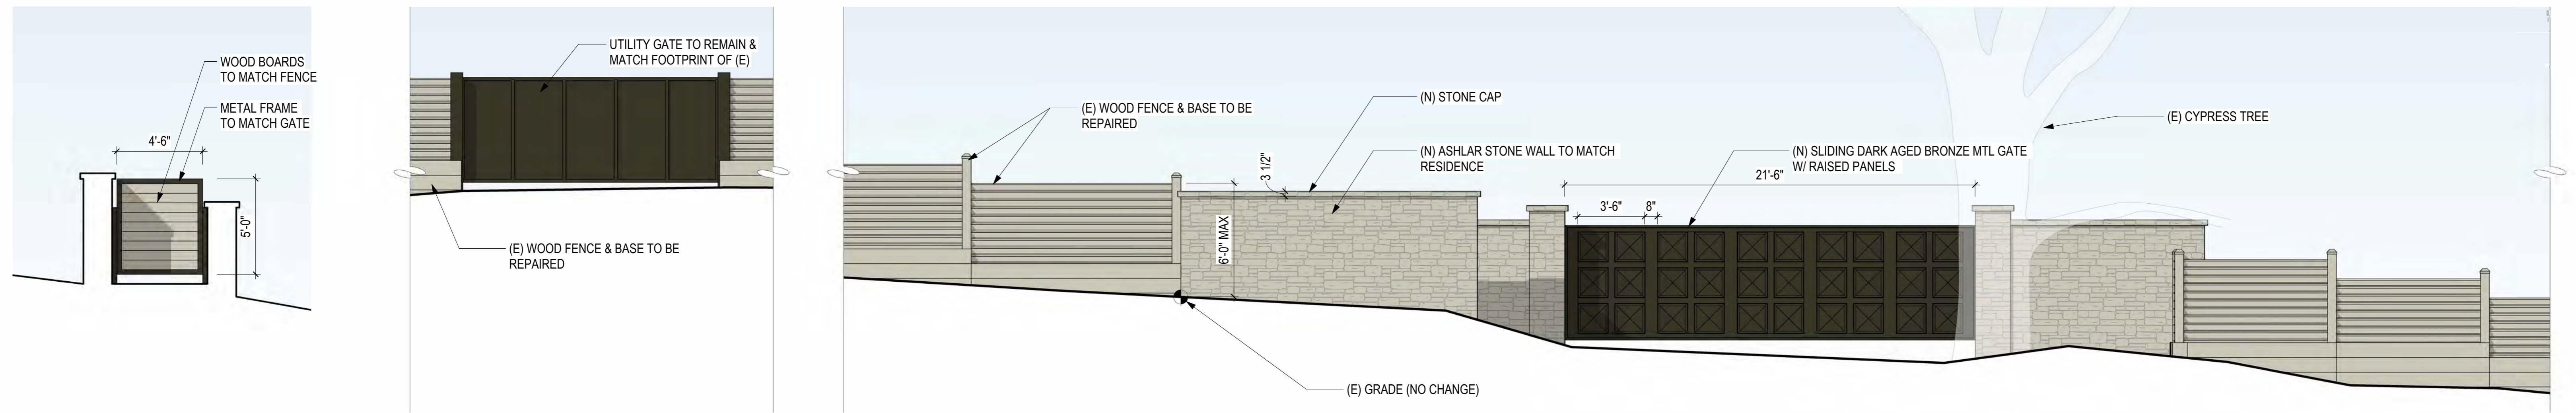 WOOD BOARDS
TO MATCH FENCE
METAL FRAME
TO MATCH GATE
4'-6"
5'-0"
UTILITY GATE TO REMAIN &
MATCH FOOTPRINT OF (E)
(E) WOOD FENCE & BASE TO BE
REPAIRED
(E) WOOD FENCE & BASE TO BE
REPAIRED
(N) STONE CAP
(N) ASHLAR STONE WALL TO MATCH
RESIDENCE
3 1/2"
6'-0" MAX
(N) SLIDING DARK AGED BRONZE MTL GATE
W/ RAISED PANELS
21'-6"
3'-6"
8"
(E) CYPRESS TREE
(E) GRADE (NO CHANGE)